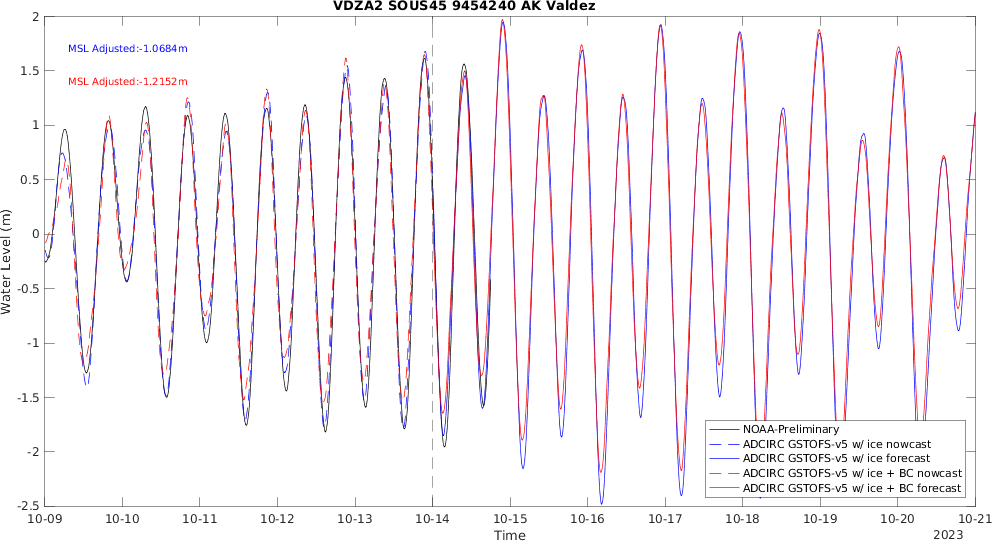 VDZA2 SOUS45 9454240 AK Valdez
MSL Adjusted:-1.0684m
MSL Adjusted:-1.2152m
Water Level (m)
2
1.5
1
0.5
0
-0.5
-1
-1.5
-2
-2.5
NOAA-Preliminary
ADCIRC GSTOFS-v5 w/ ice nowcast
ADCIRC GSTOFS-v5 w/ ice forecast
ADCIRC GSTOFS-v5 w/ ice + BC nowcast
ADCIRC GSTOFS-v5 w/ ice + BC forecast
10-09 10-10 10-11 10-12 10-13 10-14 10-15 10-16 10-17 10-18 10-19 10-20 10-21
Time
2023